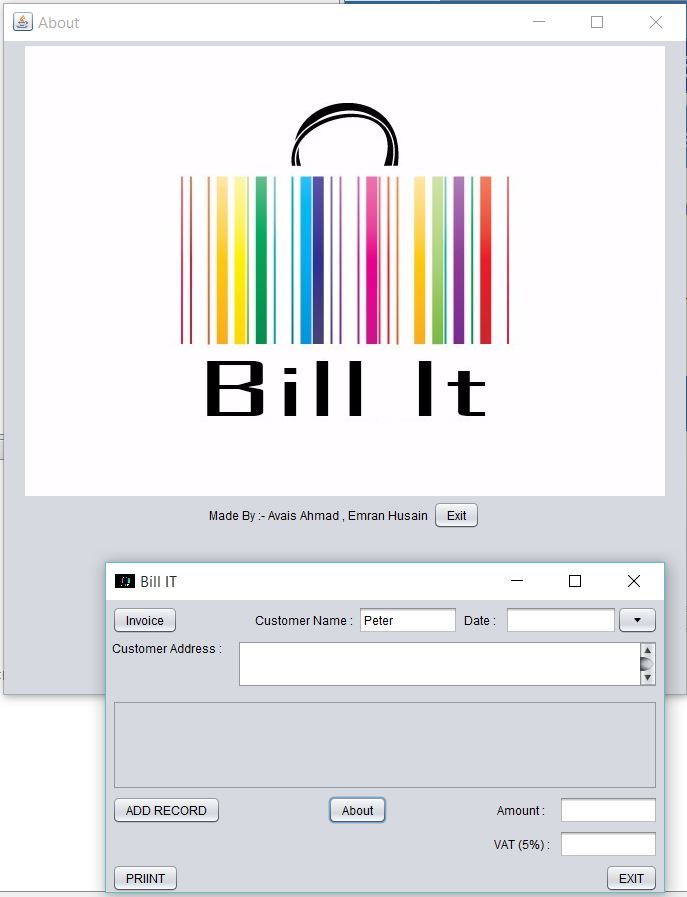 About
Bill It
Made By :- Avais Ahmad , Emran Husain Exit
Bill IT
Invoice Customer Name : Peter Date :
Customer Address :
ADD RECORD About Amount :
VAT (5%) :
PRIINT EXIT